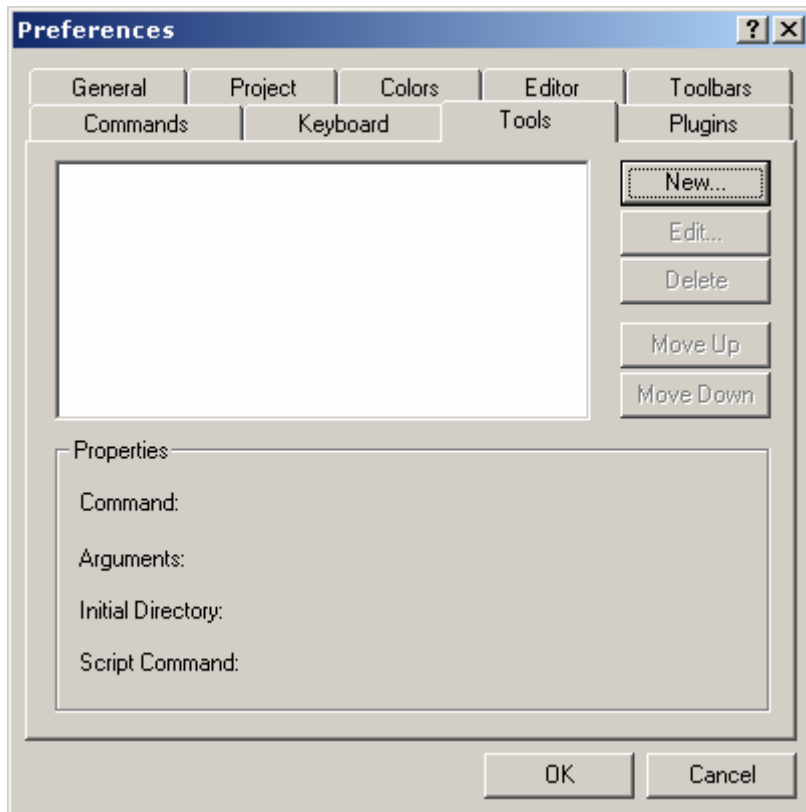 Preferences
General Project Colors Editor Toolbars
Commands Keyboard Tools Plugins
New...
Edit...
Delete
Move Up
Move Down
Properties
Command:
Arguments:
Initial Directory:
Script Command:
OK Cancel